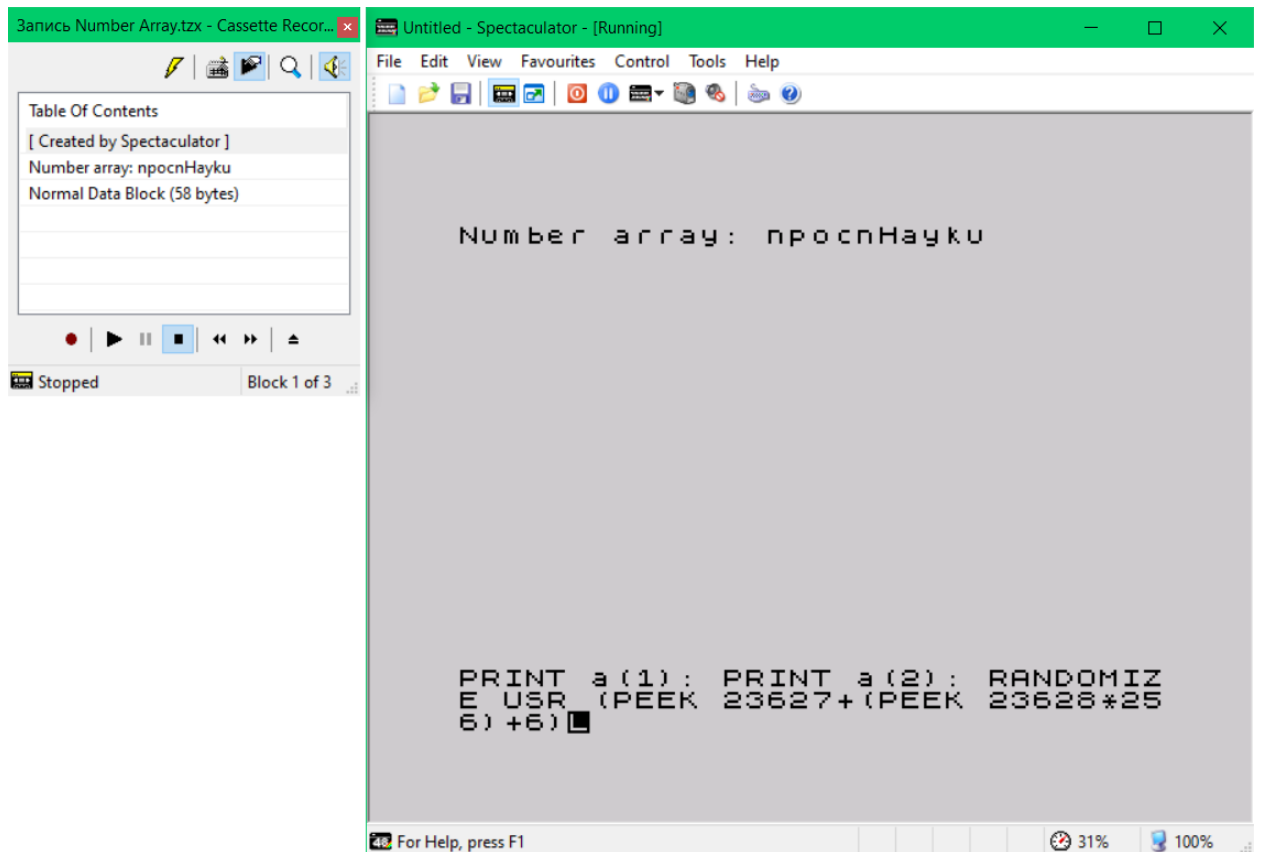 Запись Number Array.tzx - Cassette Recor...
Table Of Contents
[ Created by Spectaculator ]
Number array: npocnHayku
Normal Data Block (58 bytes)
Stopped
Block 1 of 3
Untitled - Spectaculator - [Running]
File Edit View Favourites Control Tools Help
Number array: npocnHayku
PRINT a(1): PRINT a(2): RANDOMIZ
E USR (PEEK 23627+(PEEK 23628*25
6)+6)L
48 For Help, press F1
31%
100%